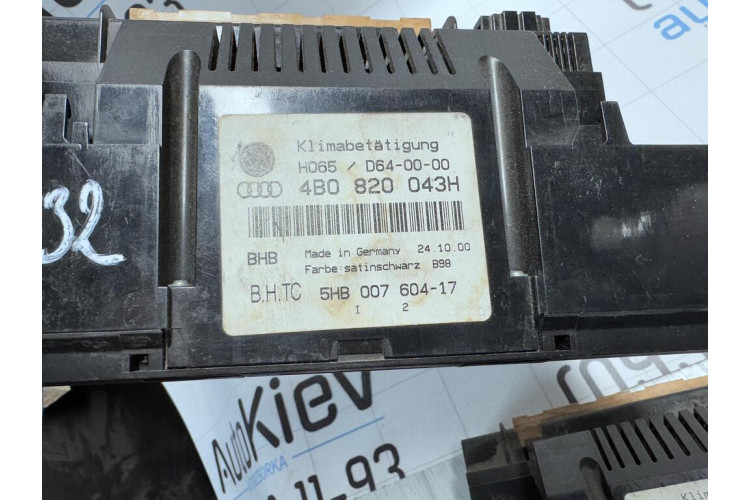 Klimabetätigung
H065 / D64-00-00
4B0 820 043H
BHB Made in Germany 24.10.00
Farbe:satinschwarz B98
B.H.TC 5HB 007 604-17
I 2
32
AutoKiev
Klim